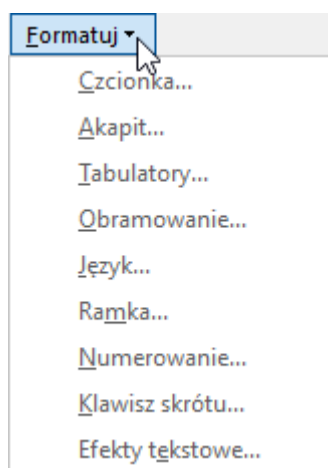 Formatuj
Czcionka...
Akapit...
Tabulatory...
Obramowanie...
Język...
Ramka...
Numerowanie...
Klawisz skrótu...
Efekty tekstowe...